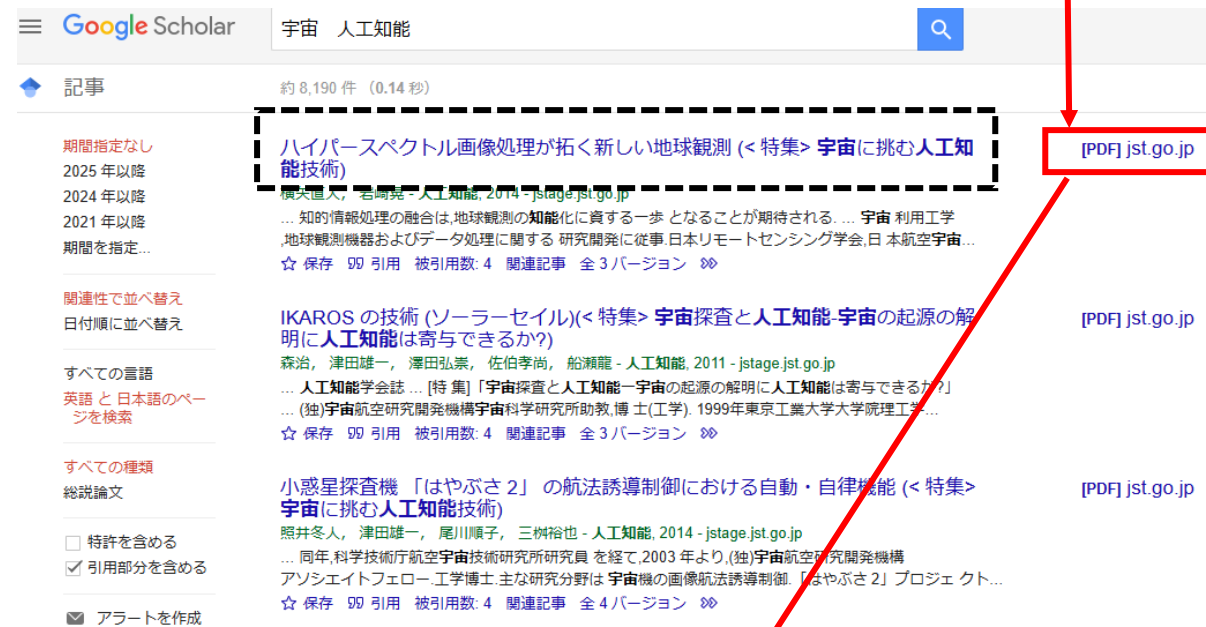 Google Scholar
宇宙　人工知能
記事
約 8,190 件 （0.14 秒）
期間指定なし
2025 年以降
2024 年以降
2021 年以降
期間を指定...
関連性で並べ替え
日付順に並べ替え
すべての言語
英語 と 日本語のペー
ジを検索
すべての種類
総説論文
特許を含める
引用部分を含める
アラートを作成
ハイパースペクトル画像処理が拓く新しい地球観測 (< 特集> 宇宙に挑む人工知
能技術)
[PDF] jst.go.jp
横矢直人, 岩崎晃 - 人工知能, 2014 - jstage.jst.go.jp
… 知的情報処理の融合は,地球観測の知能化に資する一歩 となることが期待される. … 宇宙 利用工学
,地球観測機器およびデータ処理に関する 研究開発に従事.日本リモートセンシング学会,日 本航空宇宙…
保存 引用 被引用数: 4 関連記事 全 3 バージョン
IKAROS の技術 (ソーラーセイル)(< 特集> 宇宙探査と人工知能-宇宙の起源の解
明に人工知能は寄与できるか?)
[PDF] jst.go.jp
森治, 津田雄一, 澤田弘崇, 佐伯孝尚, 船瀬龍 - 人工知能, 2011 - jstage.jst.go.jp
… 人工知能学会誌 … [特 集]「宇宙探査と人工知能ー宇宙の起源の解明に人工知能は寄与できるか?」
… (独)宇宙航空研究開発機構宇宙科学研究所助教,博 士(工学). 1999年東京工業大学大学院理工学…
保存 引用 被引用数: 4 関連記事 全 3 バージョン
小惑星探査機 「はやぶさ 2」 の航法誘導制御における自動・自律機能 (< 特集>
宇宙に挑む人工知能技術)
[PDF] jst.go.jp
照井冬人, 津田雄一, 尾川順子, 三桝裕也 - 人工知能, 2014 - jstage.jst.go.jp
… 同年,科学技術庁航空宇宙技術研究所研究員 を経て,2003 年より,(独)宇宙航空研究開発機構
アソシエイトフェロー.工学博士.主な研究分野は 宇宙機の画像航法誘導制御.「はやぶさ 2」プロジェ クト…
保存 引用 被引用数: 4 関連記事 全 4 バージョン